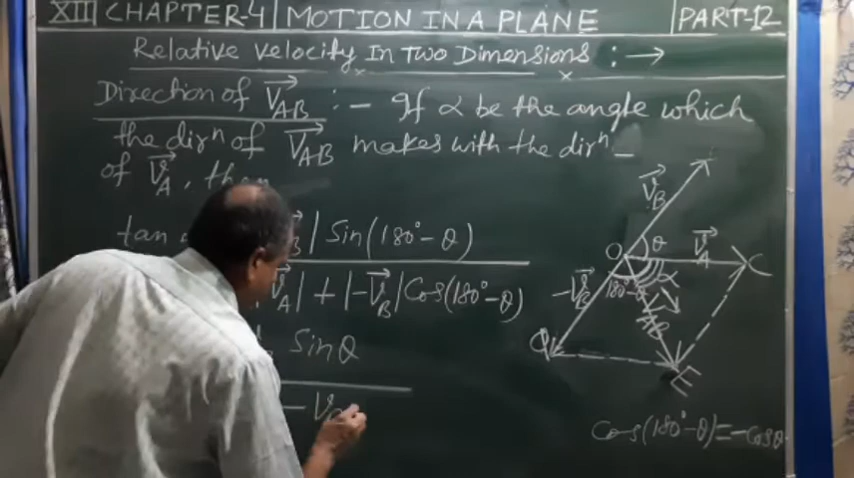 XII CHAPTER-4 MOTION IN A PLANE PART-12
Relative Velocity In Two Dimensions : →
Direction of V⃗AB : – If α be the angle which
the dirⁿ of V⃗AB makes with the dirⁿ –
of V⃗A, then
tan | Sin(180°-θ)
V⃗A| + |-V⃗B|Cos(180°-θ)
Sinθ
– V
V⃗B
O θ V⃗A C
-V⃗B 180°-θ α
E
Cos(180°-θ)=-Cosθ